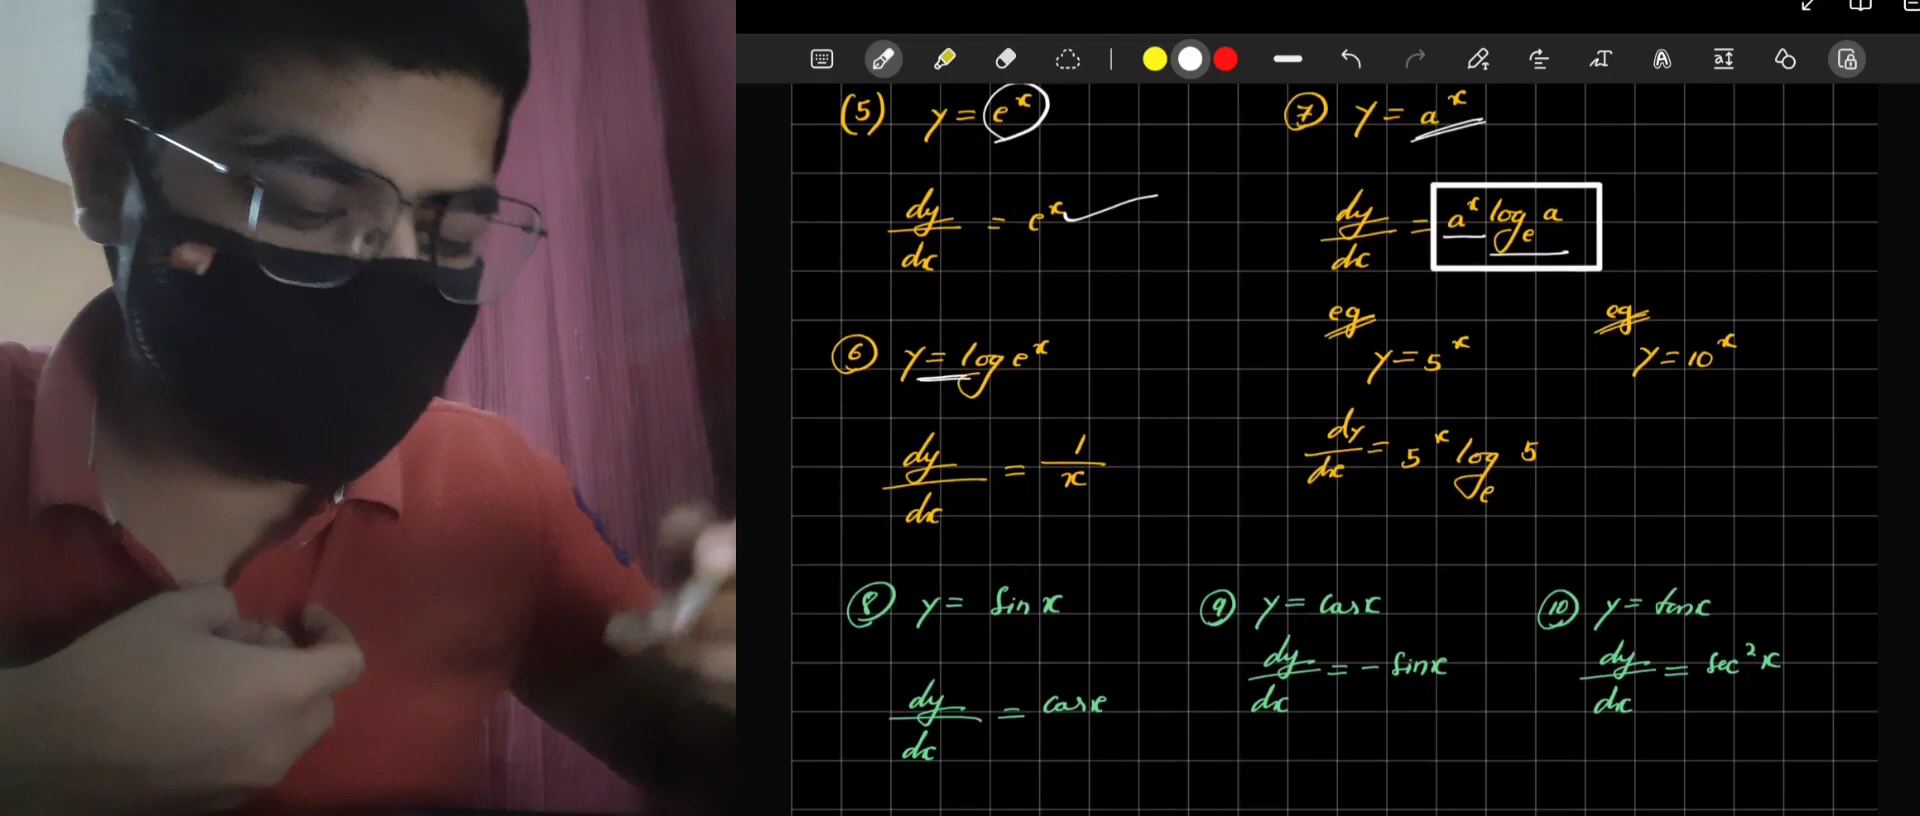 (5) y = e^x
dy/dx = e^x
⑥ y = log e^x
dy/dx = 1/x
⑦ y = a^x
dy/dx = a^x log_e a
eg
y = 5^x
dy/dx = 5^x log_e 5
eg
y = 10^x
⑧ y = sin x
dy/dx = cos x
⑨ y = cos x
dy/dx = - sin x
⑩ y = tan x
dy/dx = sec^2 x